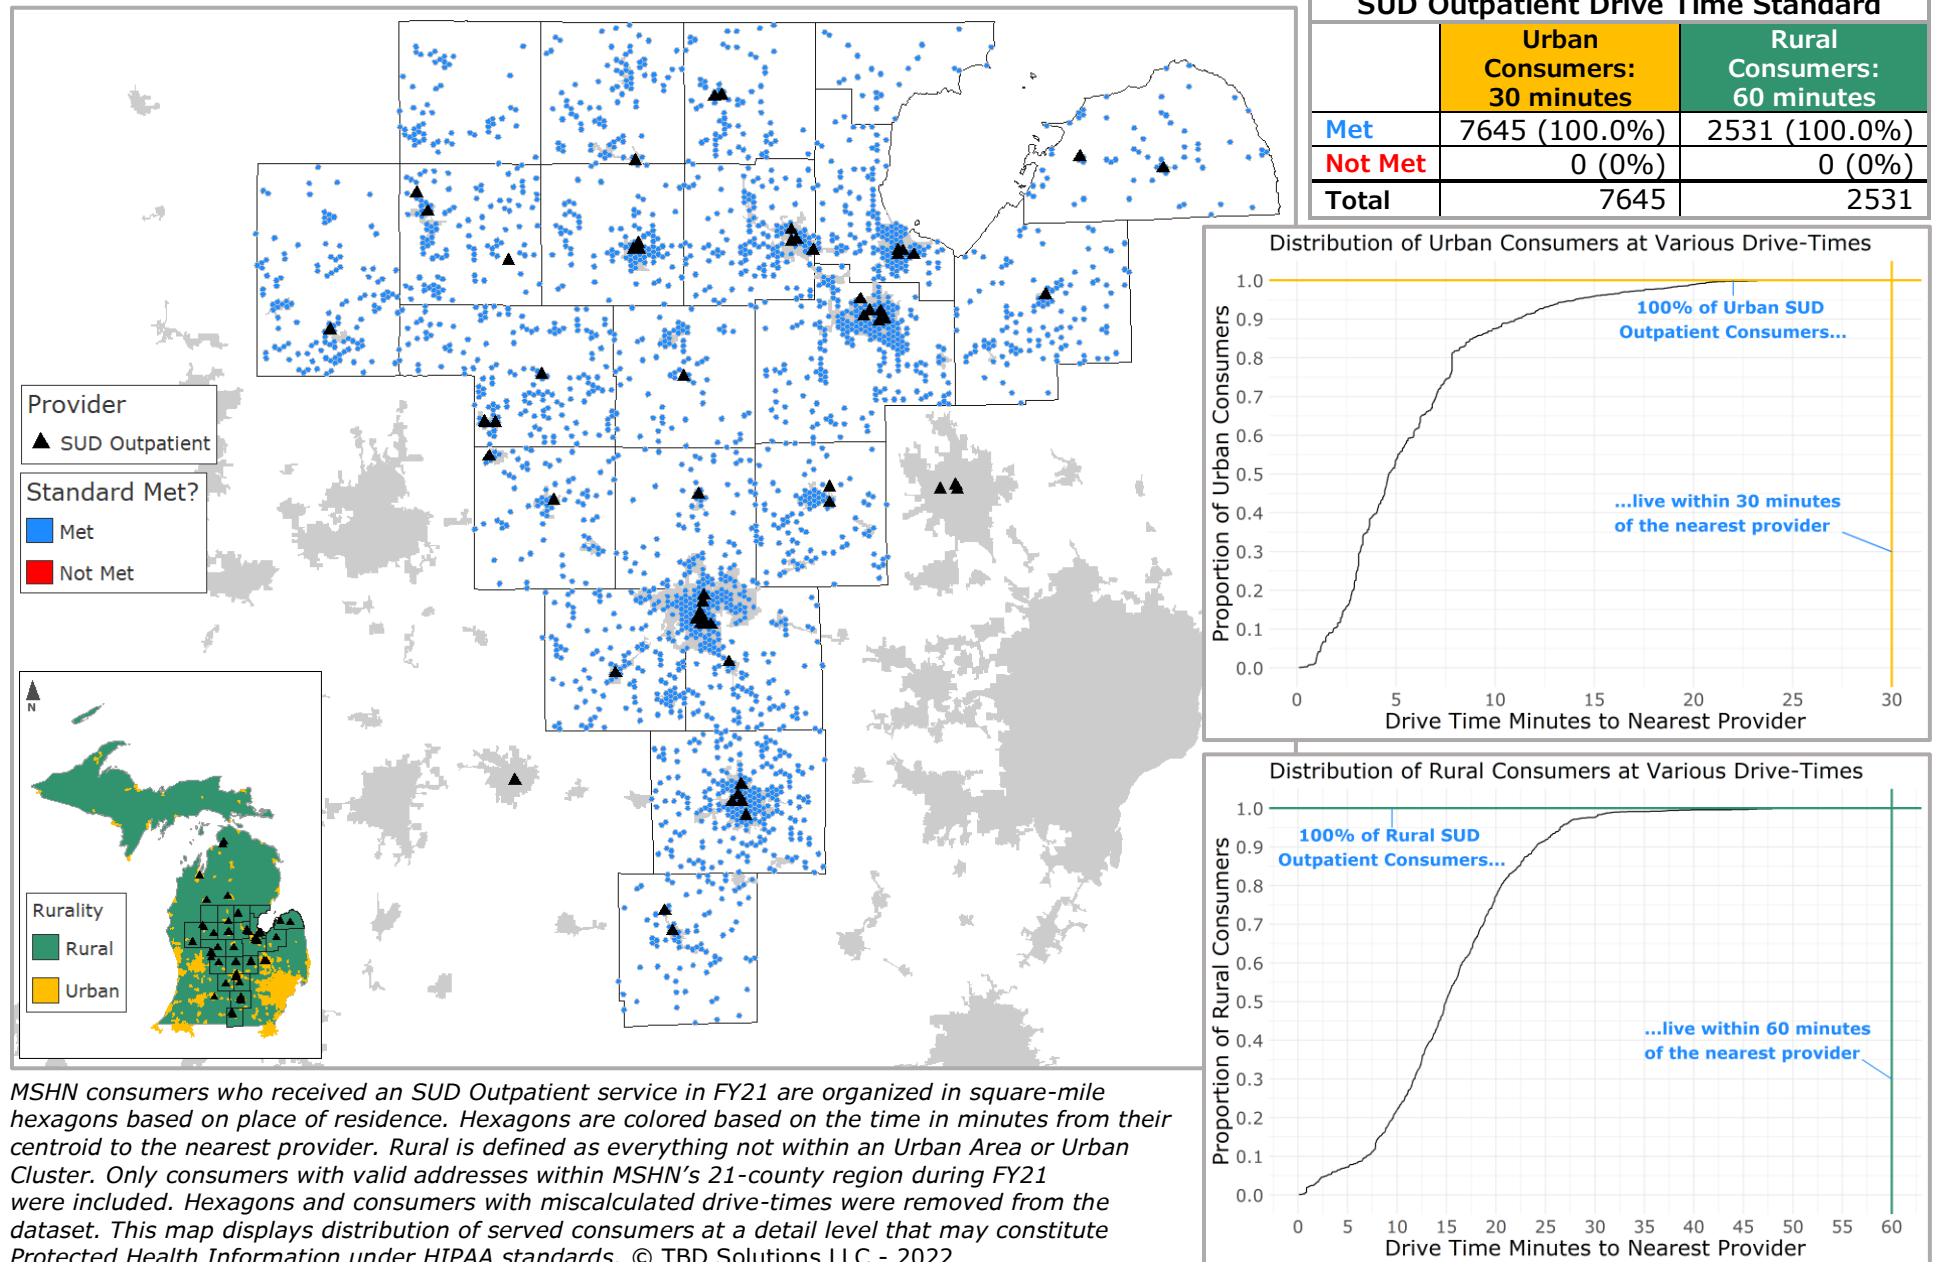 SUD Outpatient Drive Time Standard
Urban
Consumers:
30 minutes
Rural
Consumers:
60 minutes
Met 7645 (100.0%) 2531 (100.0%)
Not Met 0 (0%) 0 (0%)
Total 7645 2531
Provider
SUD Outpatient
Standard Met?
Met
Not Met
N
Rurality
Rural
Urban
Distribution of Urban Consumers at Various Drive-Times
Proportion of Urban Consumers
1.0
0.9
0.8
0.7
0.6
0.5
0.4
0.3
0.2
0.1
0.0
100% of Urban SUD
Outpatient Consumers...
...live within 30 minutes
of the nearest provider
0 5 10 15 20 25 30
Drive Time Minutes to Nearest Provider
Distribution of Rural Consumers at Various Drive-Times
Proportion of Rural Consumers
1.0
0.9
0.8
0.7
0.6
0.5
0.4
0.3
0.2
0.1
0.0
100% of Rural SUD
Outpatient Consumers...
...live within 60 minutes
of the nearest provider
0 5 10 15 20 25 30 35 40 45 50 55 60
Drive Time Minutes to Nearest Provider
MSHN consumers who received an SUD Outpatient service in FY21 are organized in square-mile
hexagons based on place of residence. Hexagons are colored based on the time in minutes from their
centroid to the nearest provider. Rural is defined as everything not within an Urban Area or Urban
Cluster. Only consumers with valid addresses within MSHN's 21-county region during FY21
were included. Hexagons and consumers with miscalculated drive-times were removed from the
dataset. This map displays distribution of served consumers at a detail level that may constitute
Protected Health Information under HIPAA standards. © TBD Solutions LLC - 2022